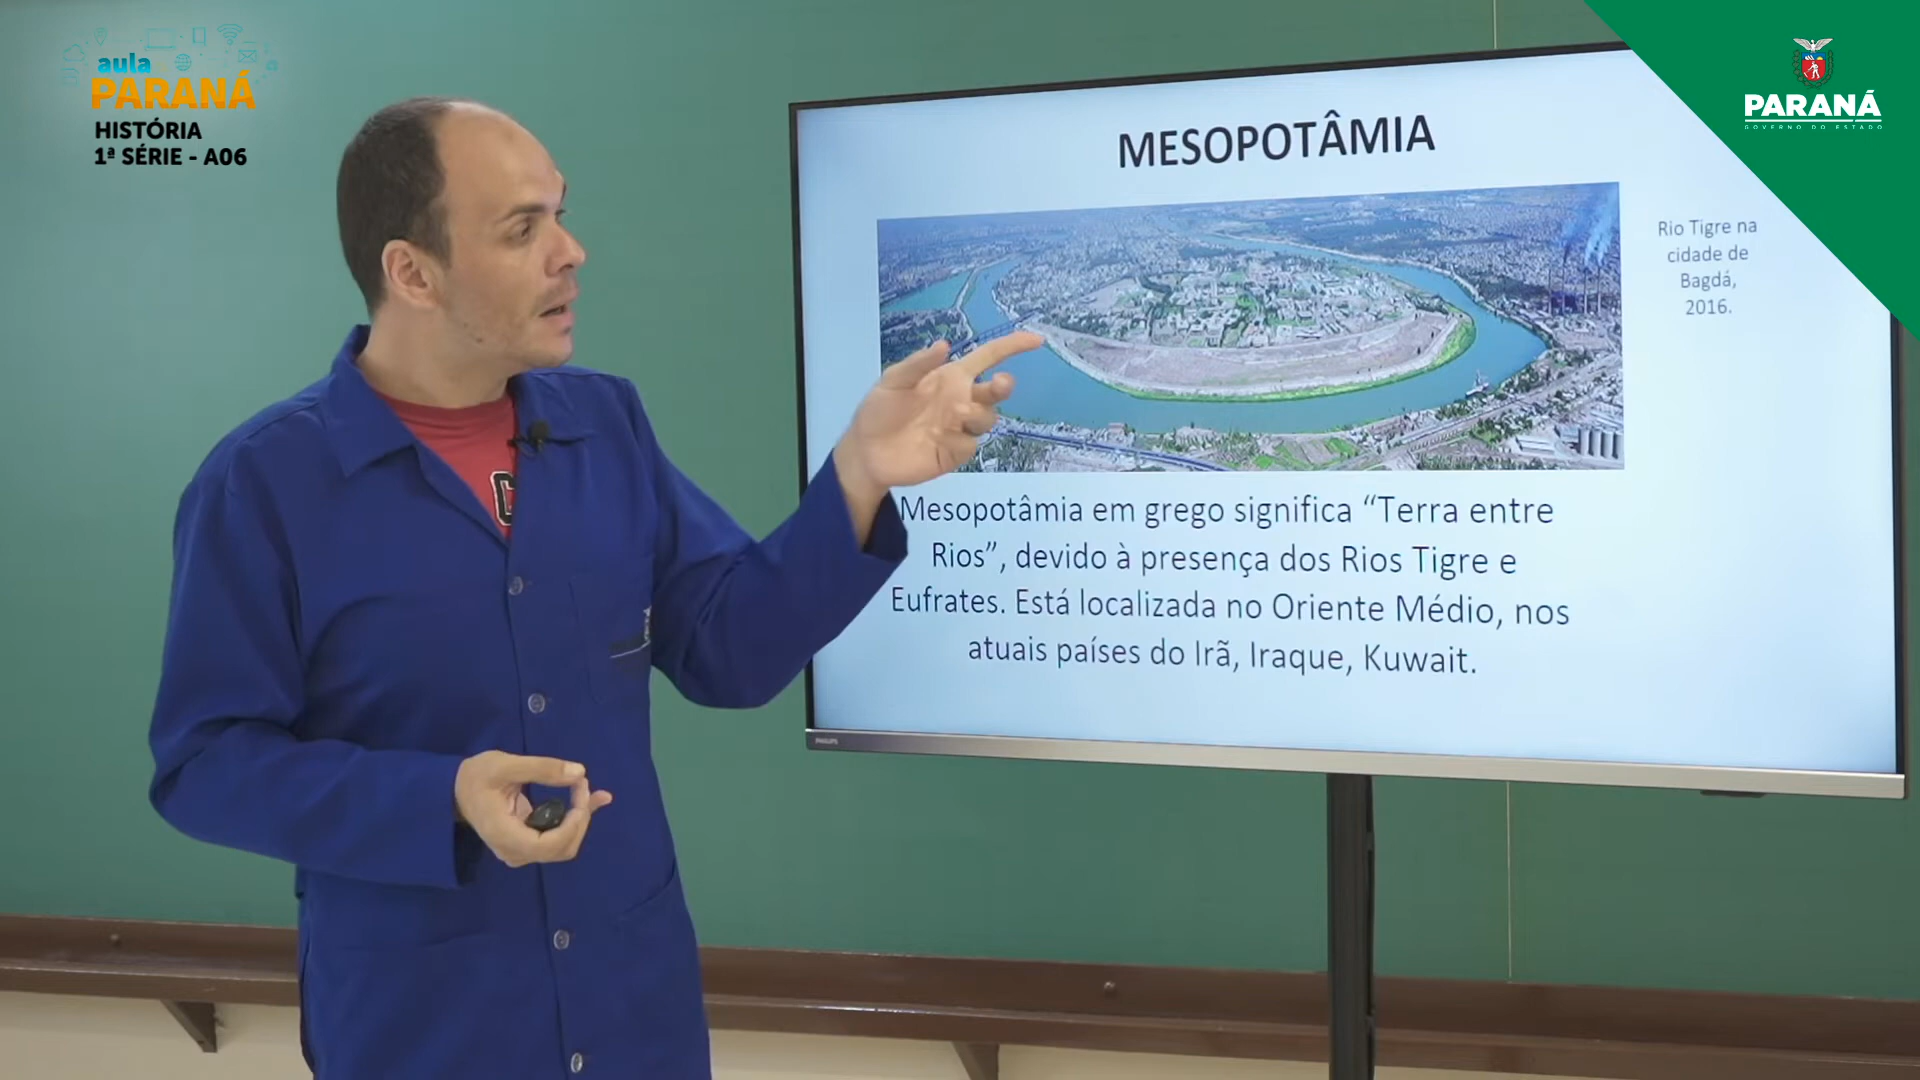 aula
PARANÁ
HISTÓRIA
1ª SÉRIE - A06
PARANÁ
GOVERNO DO ESTADO
MESOPOTÂMIA
Rio Tigre na
cidade de
Bagdá,
2016.
Mesopotâmia em grego significa “Terra entre
Rios”, devido à presença dos Rios Tigre e
Eufrates. Está localizada no Oriente Médio, nos
atuais países do Irã, Iraque, Kuwait.
PHILIPS